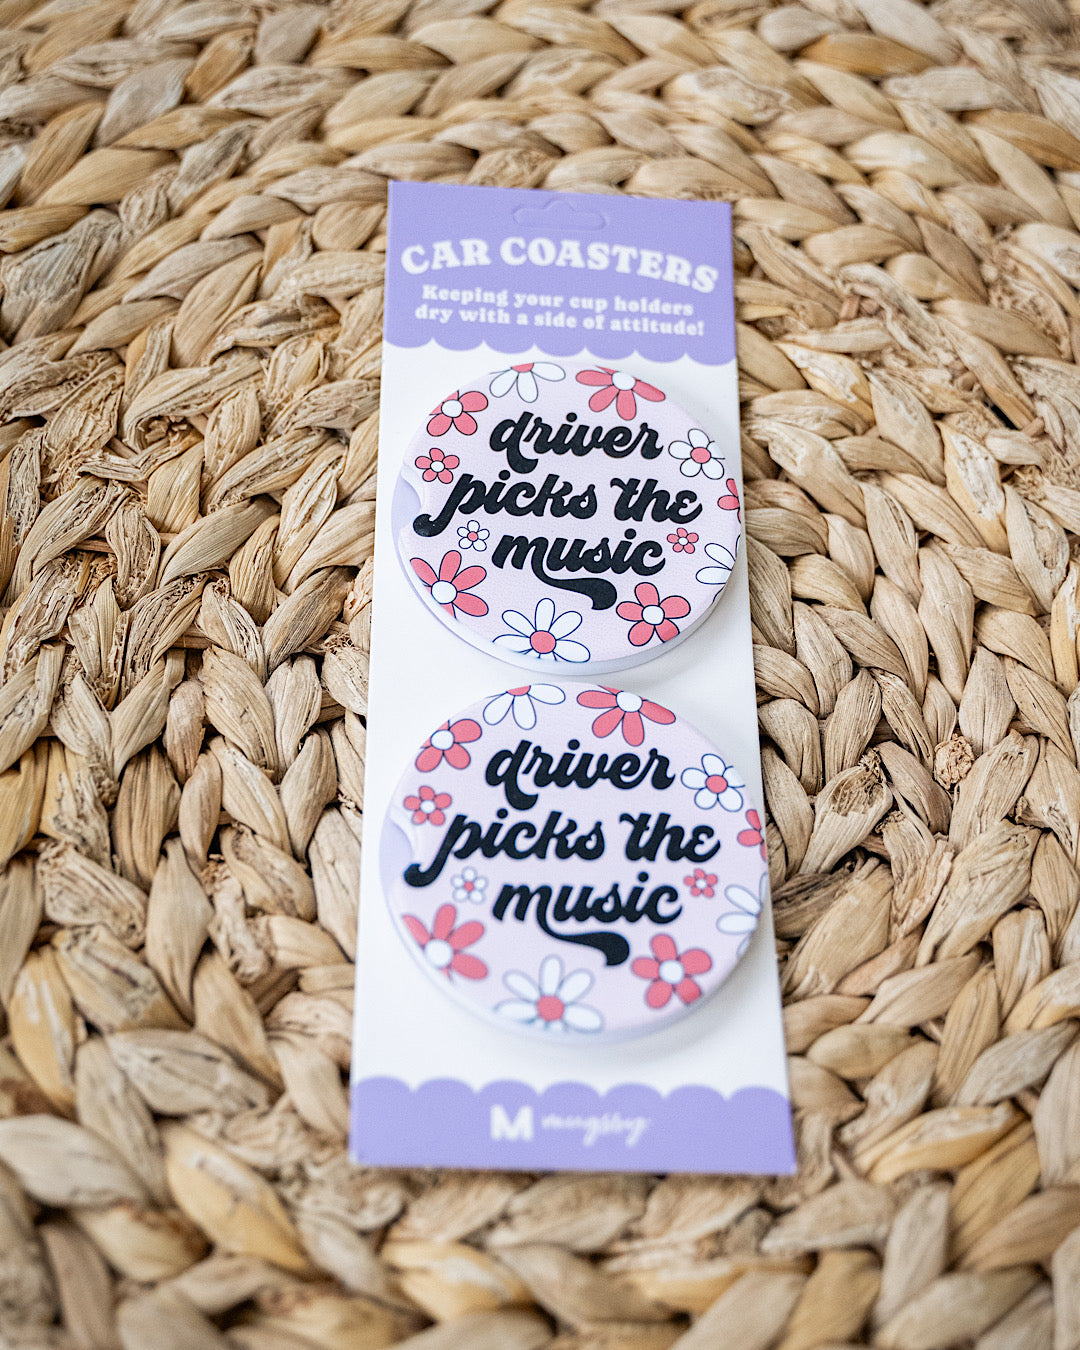 CAR COASTERS
Keeping your cup holders
dry with a side of attitude!
driver
picks the
music
driver
picks the
music
M mugsby